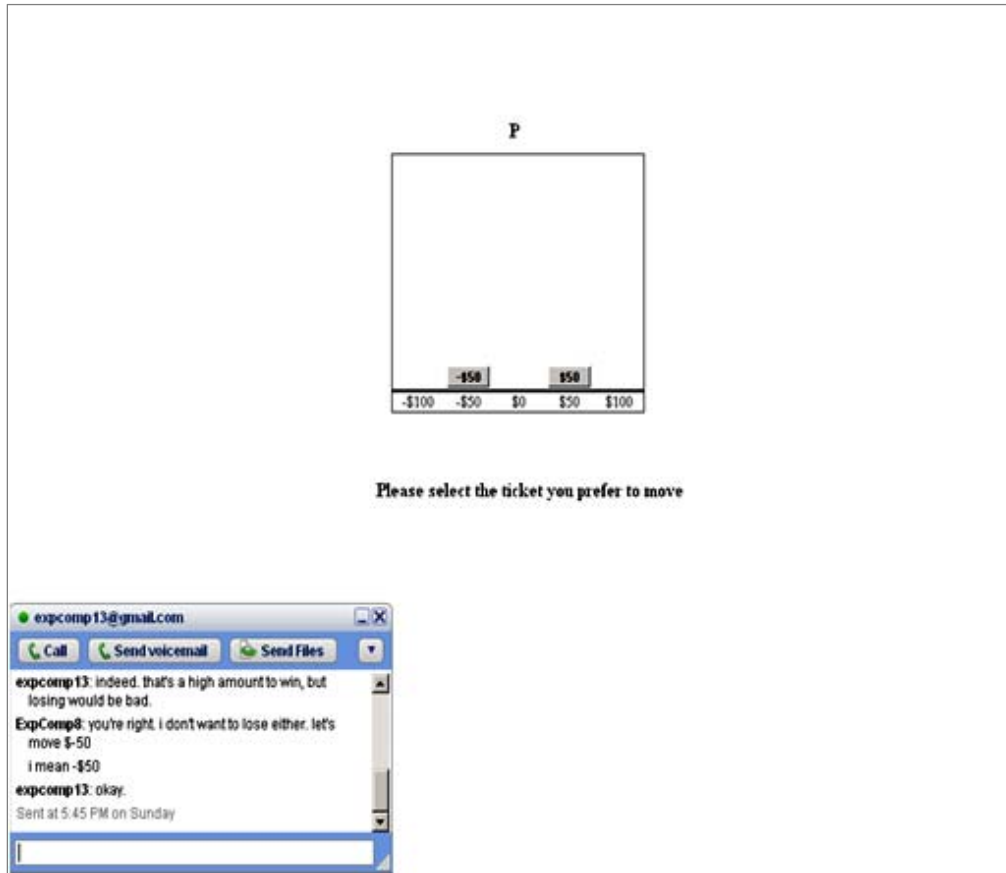 P
-$50 $50
-$100 -$50 $0 $50 $100
Please select the ticket you prefer to move
expcomp13@gmail.com
Call Send voicemail Send Files
expcomp13: indeed. that's a high amount to win, but
losing would be bad.
ExpComp8: you're right. i don't want to lose either. let's
move $-50
i mean -$50
expcomp13: okay.
Sent at 5:45 PM on Sunday